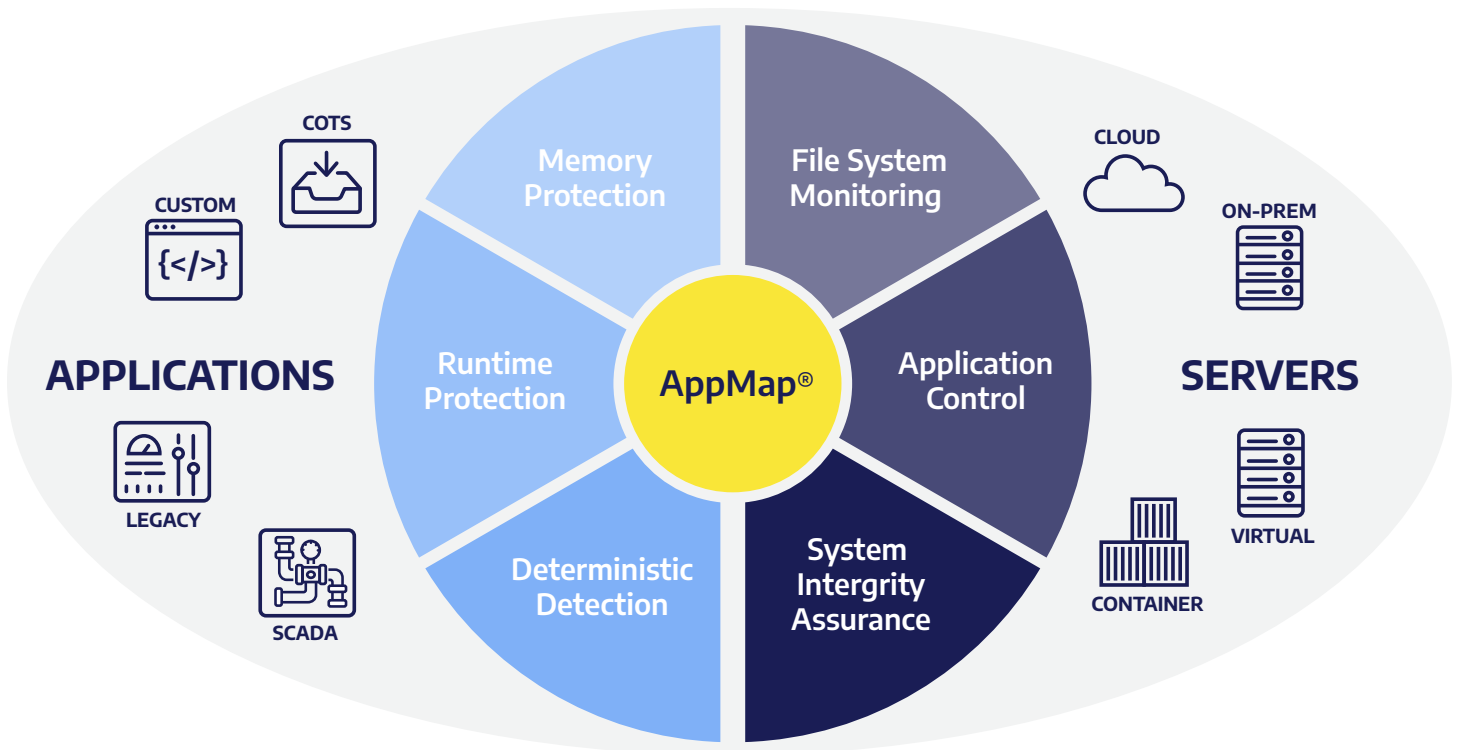 COTS
CUSTOM
{</>}
APPLICATIONS
LEGACY
SCADA
Memory
Protection
Runtime
Protection
Deterministic
Detection
AppMap®
File System
Monitoring
Application
Control
System
Intergrity
Assurance
CLOUD
ON-PREM
SERVERS
VIRTUAL
CONTAINER